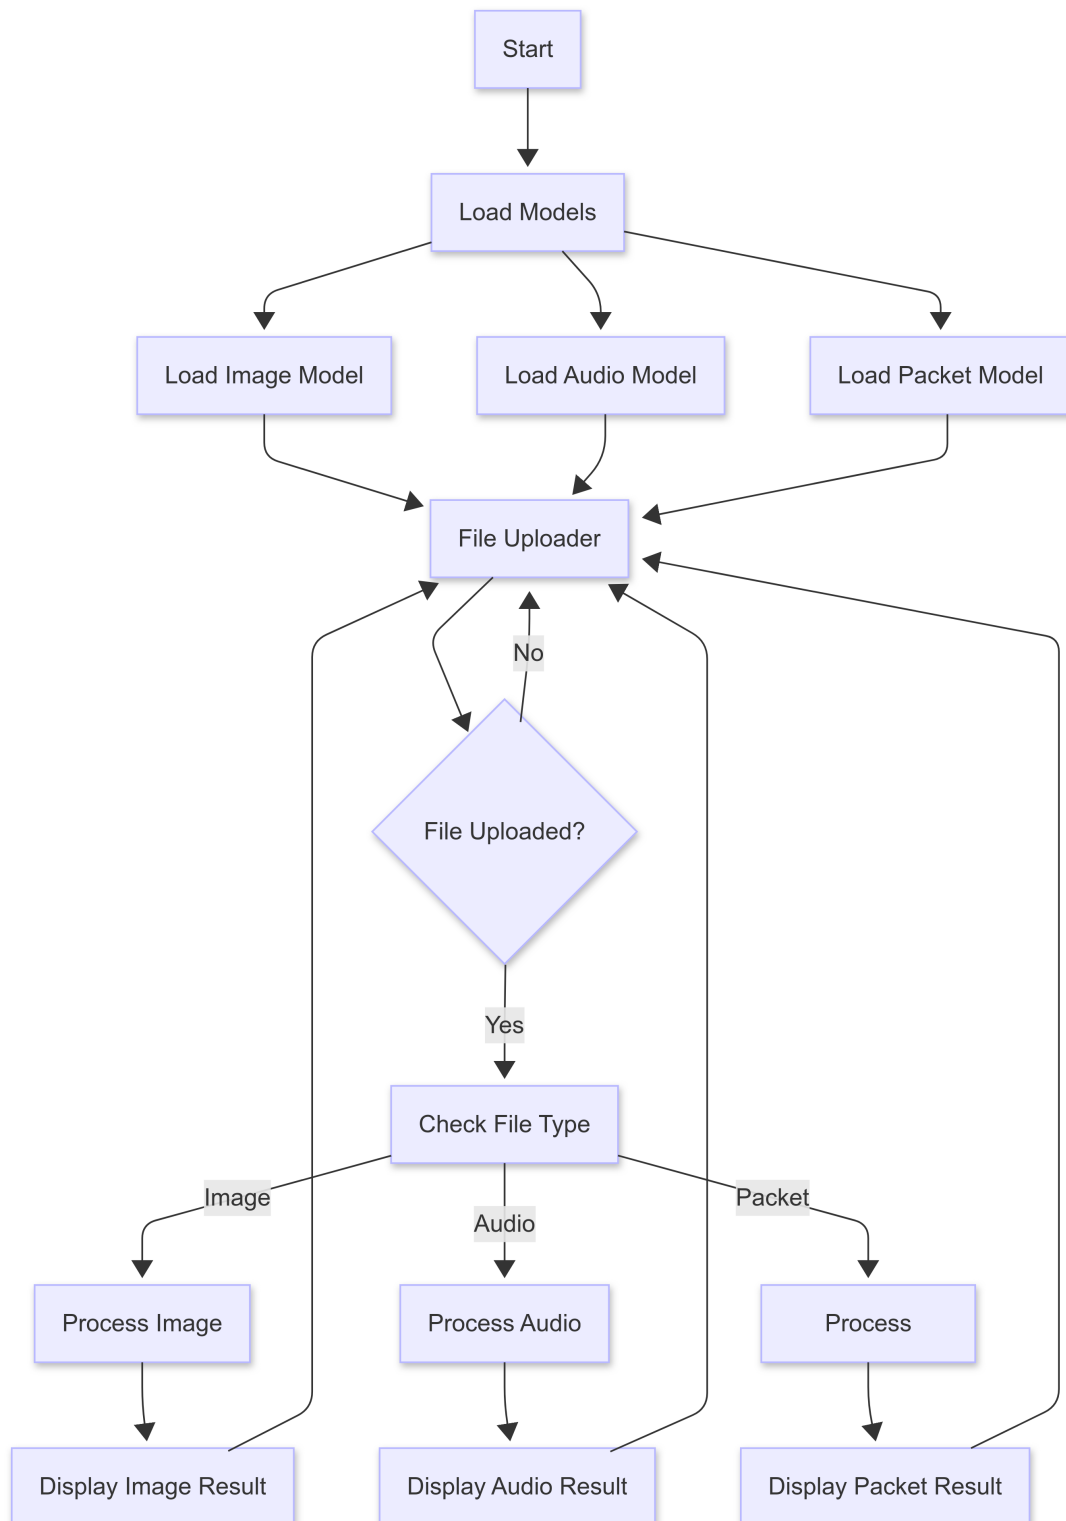 Start
Load Models
Load Image Model
Load Audio Model
Load Packet Model
File Uploader
No
File Uploaded?
Yes
Check File Type
Image
Audio
Packet
Process Image
Process Audio
Process
Display Image Result
Display Audio Result
Display Packet Result